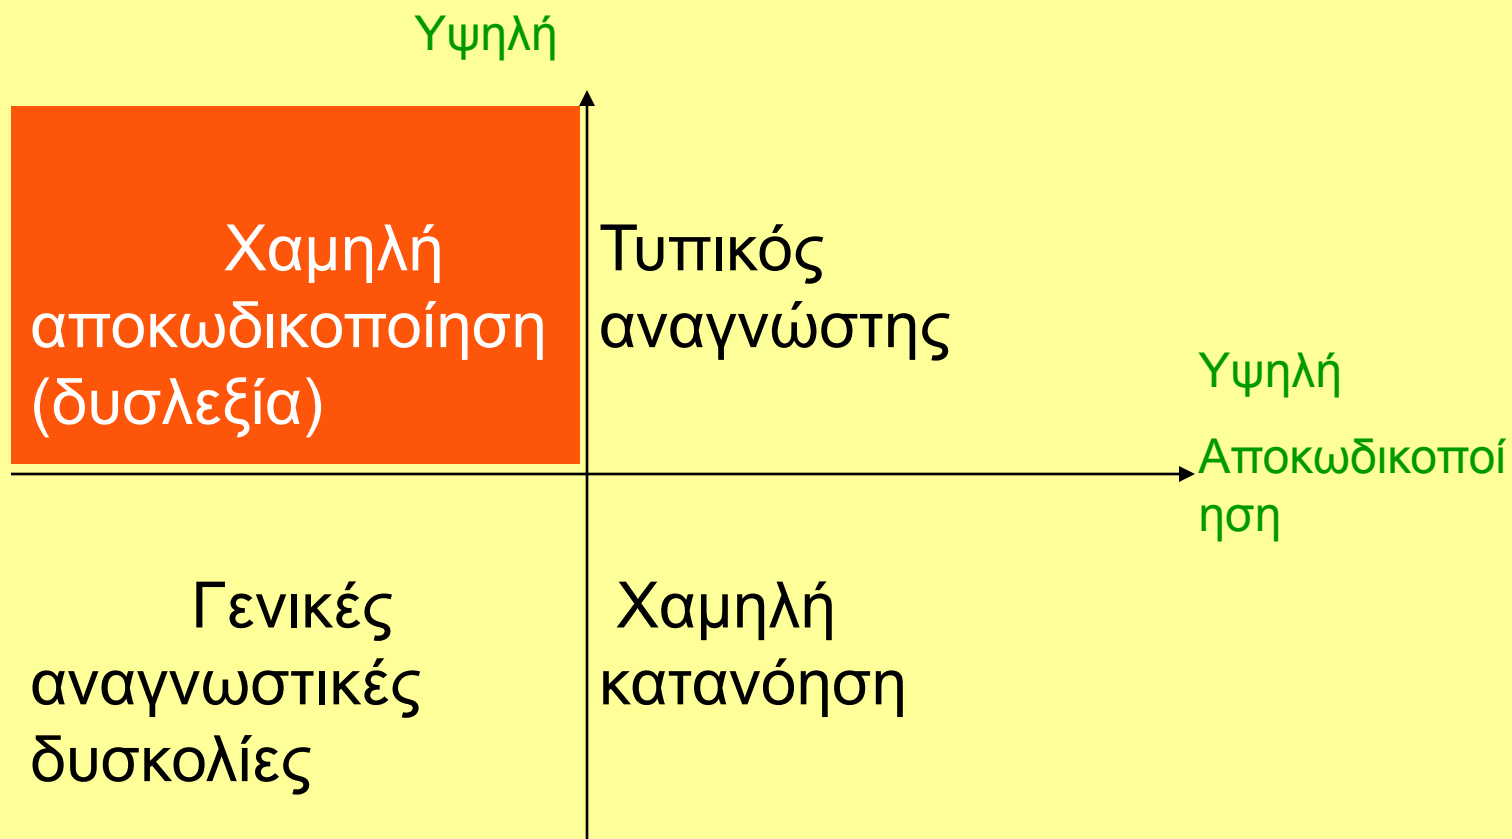 Υψηλή
Χαμηλή
αποκωδικοποίηση
(δυσλεξία)
Τυπικός
αναγνώστης
Υψηλή
Αποκωδικοποί
ηση
Γενικές
αναγνωστικές
δυσκολίες
Χαμηλή
κατανόηση